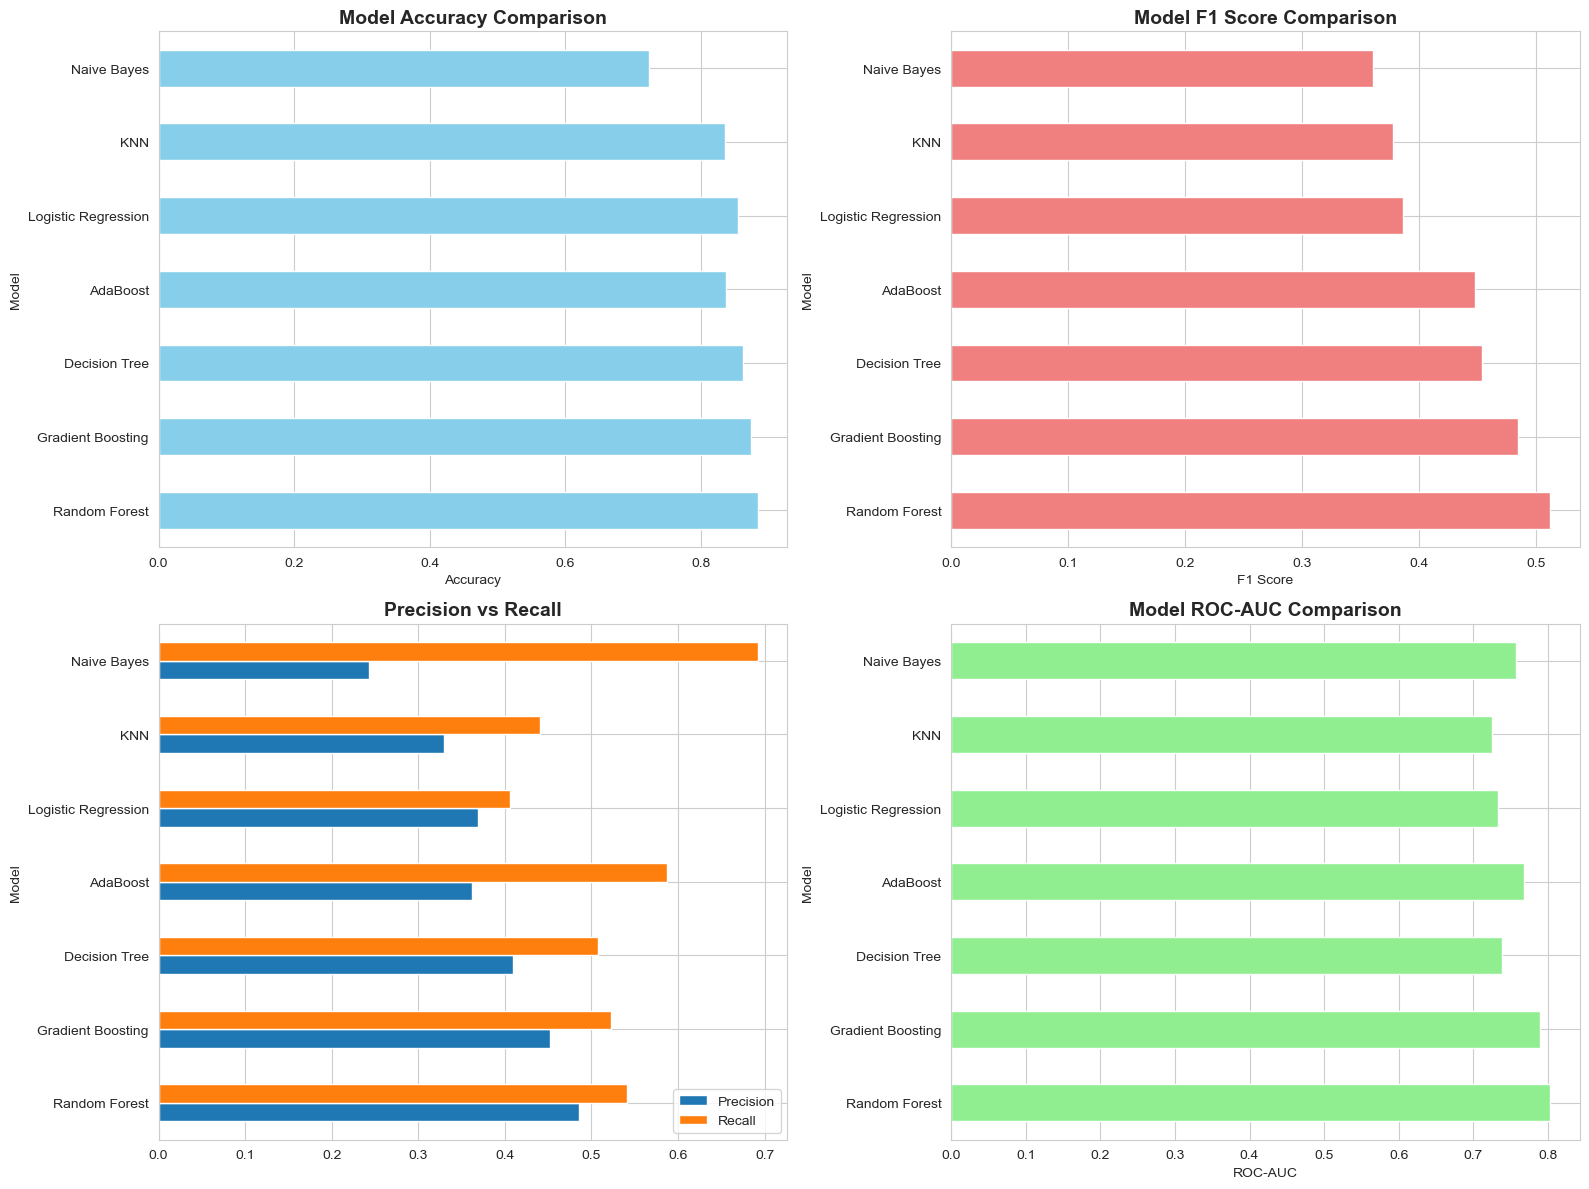 Model Accuracy Comparison
Naive Bayes
KNN
Logistic Regression
AdaBoost
Decision Tree
Gradient Boosting
Random Forest
Model
0.0 0.2 0.4 0.6 0.8
Accuracy
Model F1 Score Comparison
Naive Bayes
KNN
Logistic Regression
AdaBoost
Decision Tree
Gradient Boosting
Random Forest
Model
0.0 0.1 0.2 0.3 0.4 0.5
F1 Score
Precision vs Recall
Naive Bayes
KNN
Logistic Regression
AdaBoost
Decision Tree
Gradient Boosting
Random Forest
Model
Precision
Recall
0.0 0.1 0.2 0.3 0.4 0.5 0.6 0.7
Model ROC-AUC Comparison
Naive Bayes
KNN
Logistic Regression
AdaBoost
Decision Tree
Gradient Boosting
Random Forest
Model
0.0 0.1 0.2 0.3 0.4 0.5 0.6 0.7 0.8
ROC-AUC